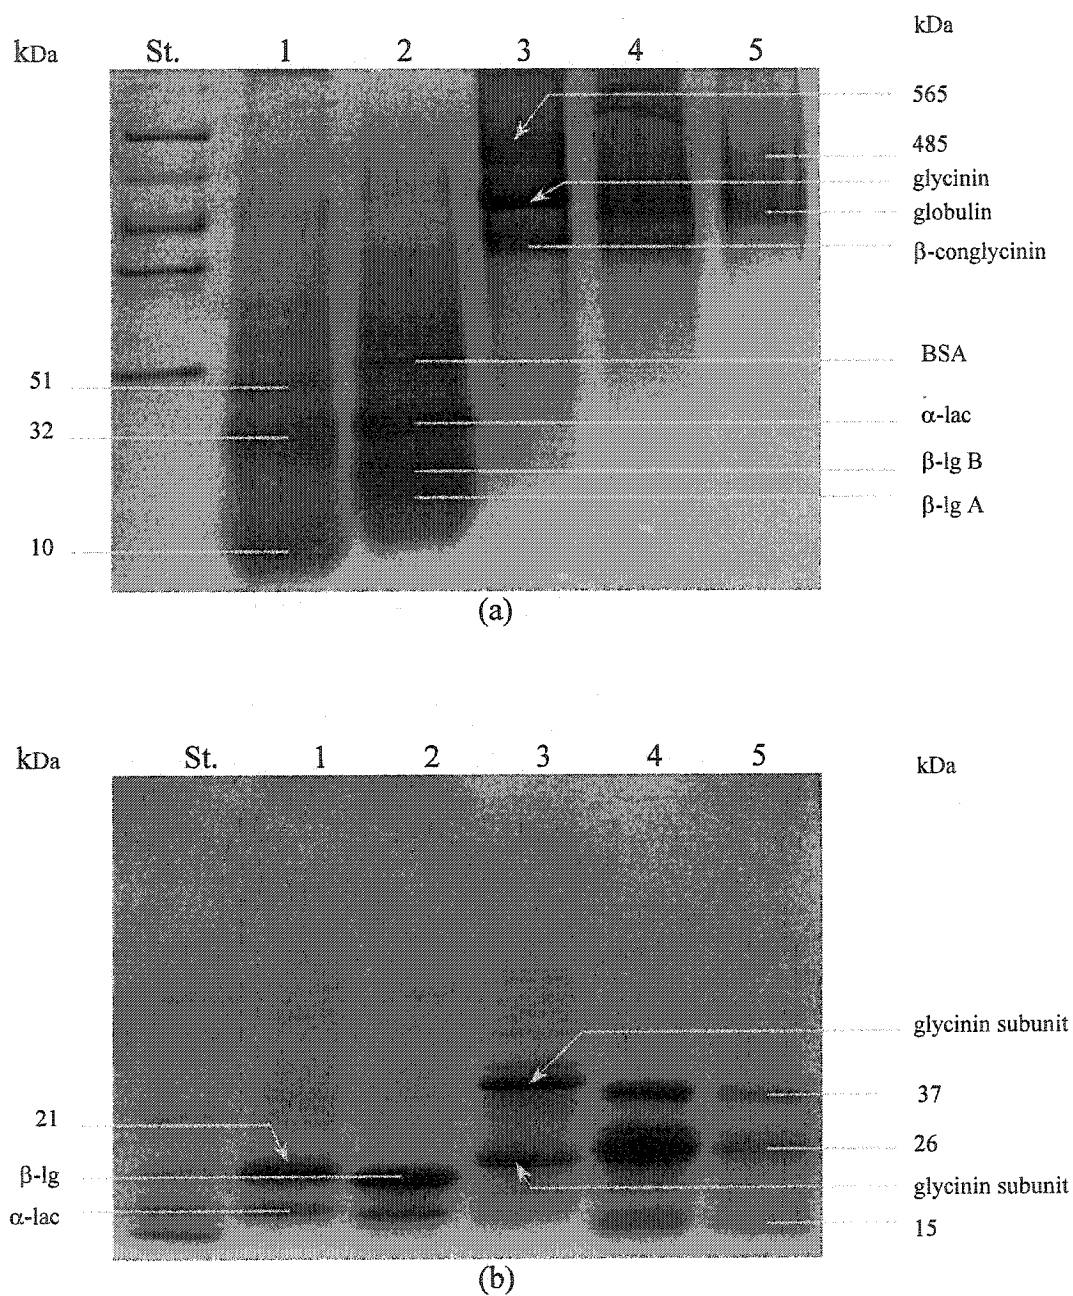 kDa St. 1 2 3 4 5 kDa
565
485
glycinin
globulin
β-conglycinin
BSA
51
α-lac
32
β-lg B
β-lg A
10
(a)
kDa St. 1 2 3 4 5 kDa
glycinin subunit
37
21
26
β-lg
glycinin subunit
α-lac
15
(b)